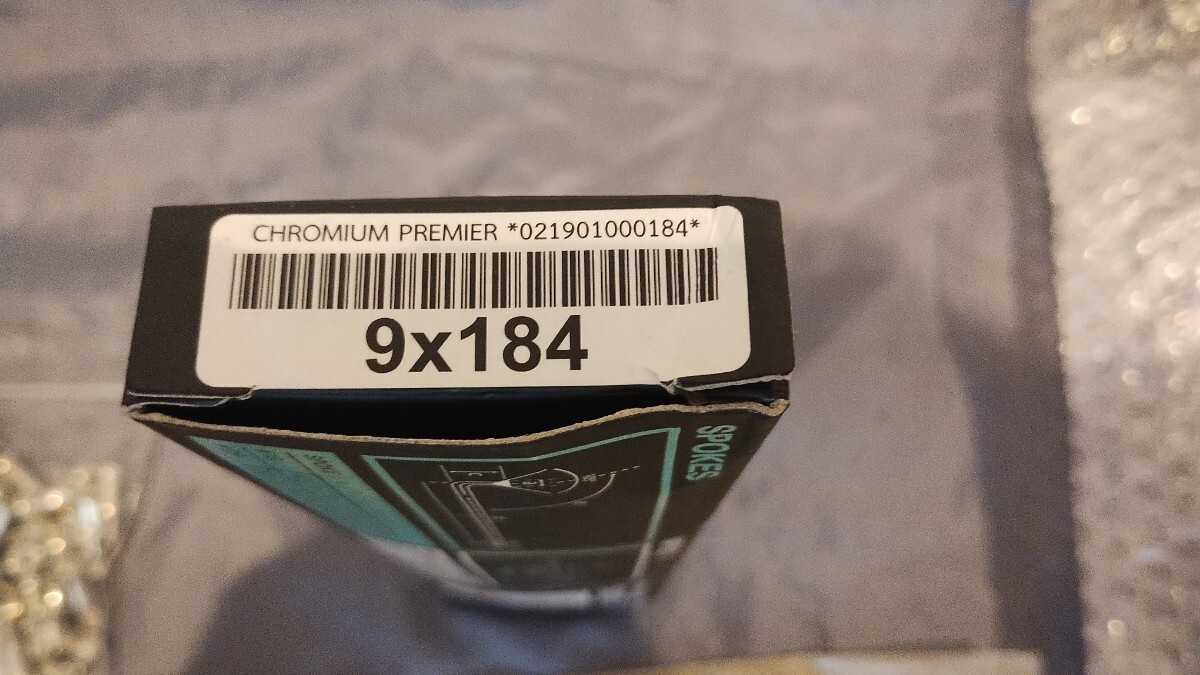 CHROMIUM PREMIER *021901000184*
9x184
SPOKES